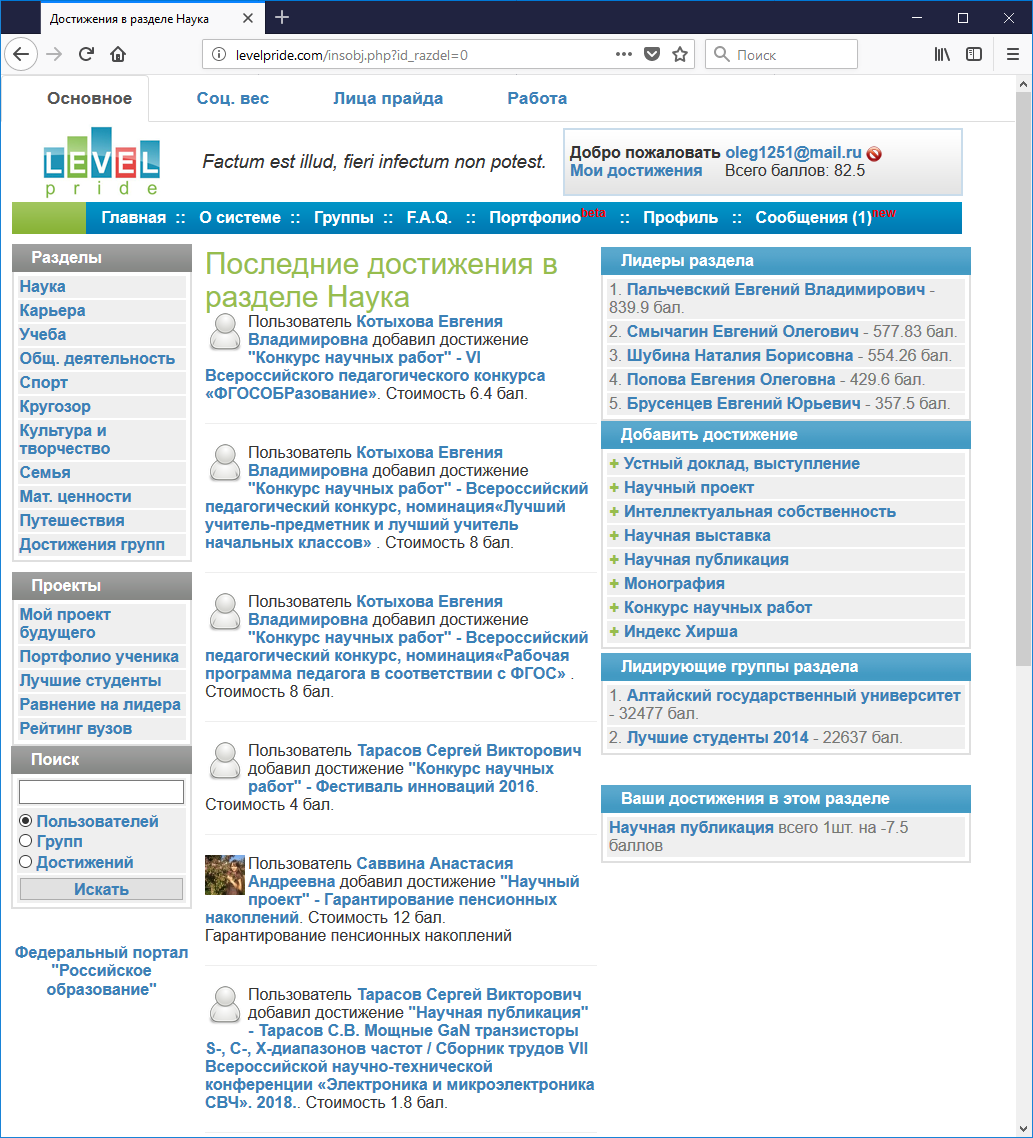 Достижения в разделе Наука
levelpride.com/insobj.php?id_razdel=0
Поиск
Основное
Соц. вес
Лица прайда
Работа
LEVEL
pride
Factum est illud, fieri infectum non potest.
Добро пожаловать oleg1251@mail.ru
Мои достижения Всего баллов: 82.5
Главная :: О системе :: Группы :: F.A.Q. :: Портфолио beta :: Профиль :: Сообщения (1) new
Разделы
Наука
Карьера
Учеба
Общ. деятельность
Спорт
Кругозор
Культура и
творчество
Семья
Мат. ценности
Путешествия
Достижения групп
Проекты
Мой проект
будущего
Портфолио ученика
Лучшие студенты
Равнение на лидера
Рейтинг вузов
Поиск
Пользователей
Групп
Достижений
Искать
Федеральный портал
"Российское
образование"
Последние достижения в
разделе Наука
Пользователь Котыхова Евгения
Владимировна добавил достижение
"Конкурс научных работ" - VI
Всероссийского педагогического конкурса
«ФГОСОБРазование». Стоимость 6.4 бал.
Пользователь Котыхова Евгения
Владимировна добавил достижение
"Конкурс научных работ" - Всероссийский
педагогический конкурс, номинация«Лучший
учитель-предметник и лучший учитель
начальных классов» . Стоимость 8 бал.
Пользователь Котыхова Евгения
Владимировна добавил достижение
"Конкурс научных работ" - Всероссийский
педагогический конкурс, номинация«Рабочая
программа педагога в соответствии с ФГОС» .
Стоимость 8 бал.
Пользователь Тарасов Сергей Викторович
добавил достижение "Конкурс научных
работ" - Фестиваль инноваций 2016.
Стоимость 4 бал.
Пользователь Саввина Анастасия
Андреевна добавил достижение "Научный
проект" - Гарантирование пенсионных
накоплений. Стоимость 12 бал.
Гарантирование пенсионных накоплений
Пользователь Тарасов Сергей Викторович
добавил достижение "Научная публикация"
- Тарасов С.В. Мощные GaN транзисторы
S-, C-, X-диапазонов частот / Сборник трудов VII
Всероссийской научно-технической
конференции «Электроника и микроэлектроника
СВЧ». 2018.. Стоимость 1.8 бал.
Лидеры раздела
1. Пальчевский Евгений Владимирович -
839.9 бал.
2. Смычагин Евгений Олегович - 577.83 бал.
3. Шубина Наталия Борисовна - 554.26 бал.
4. Попова Евгения Олеговна - 429.6 бал.
5. Брусенцев Евгений Юрьевич - 357.5 бал.
Добавить достижение
+ Устный доклад, выступление
+ Научный проект
+ Интеллектуальная собственность
+ Научная выставка
+ Научная публикация
+ Монография
+ Конкурс научных работ
+ Индекс Хирша
Лидирующие группы раздела
1. Алтайский государственный университет
- 32477 бал.
2. Лучшие студенты 2014 - 22637 бал.
Ваши достижения в этом разделе
Научная публикация всего 1шт. на -7.5
баллов